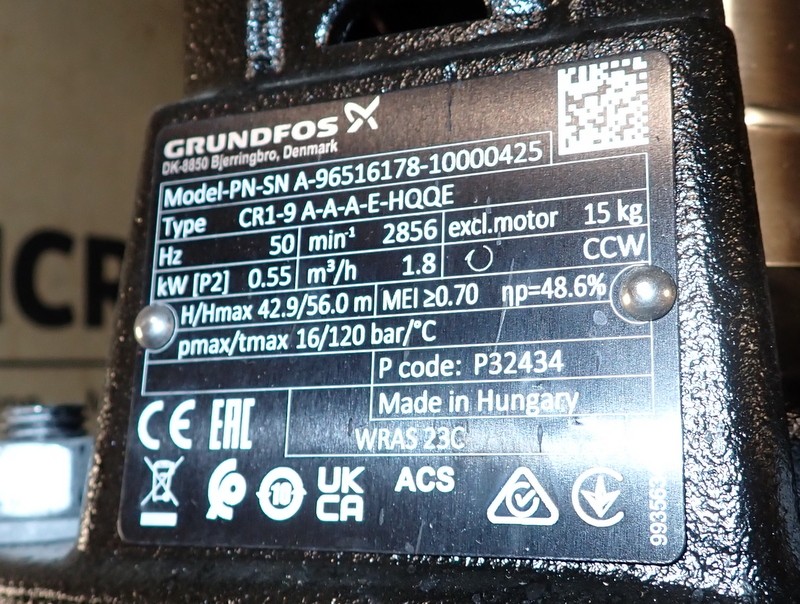 GRUNDFOS
DK-8850 Bjerringbro, Denmark
Model-PN-SN A-96516178-10000425
Type CR1-9 A-A-A-E-HQQE
Hz 50 min⁻¹ 2856 excl.motor 15 kg
kW [P2] 0.55 m³/h 1.8 CCW
H/Hmax 42.9/56.0 m MEI ≥0.70 ηp=48.6%
pmax/tmax 16/120 bar/°C
P code: P32434
Made in Hungary
WRAS 23C
CE EAC
10 UK CA ACS